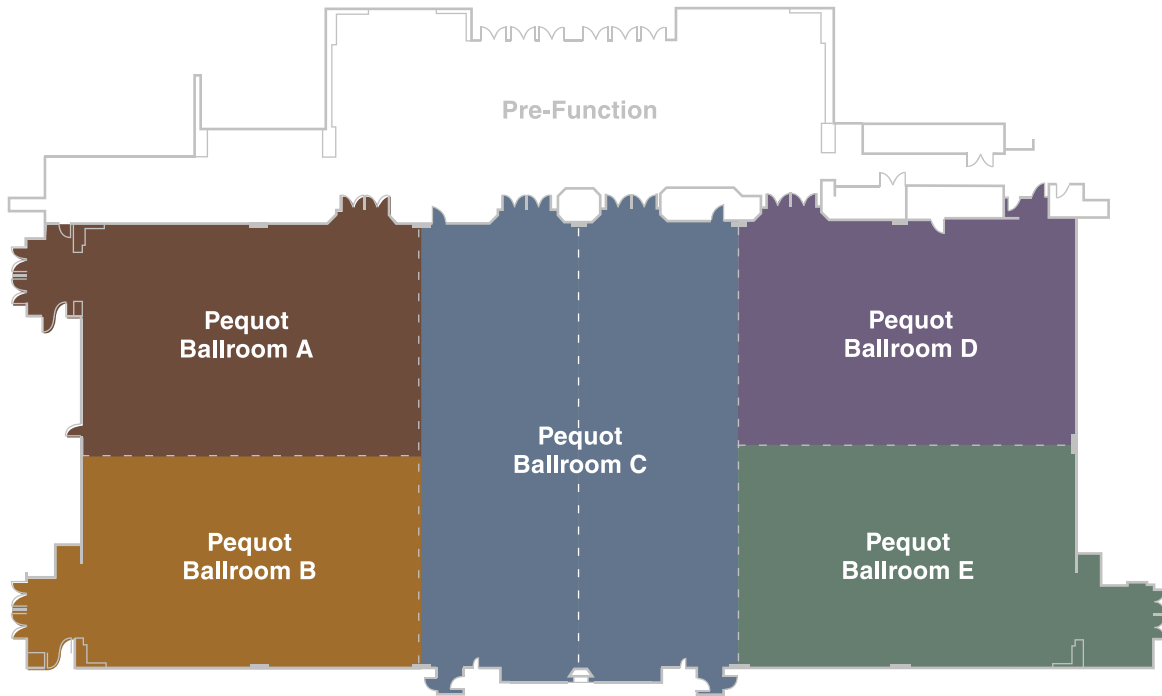 Pre-Function
Pequot
Ballroom A
Pequot
Ballroom D
Pequot
Ballroom C
Pequot
Ballroom B
Pequot
Ballroom E